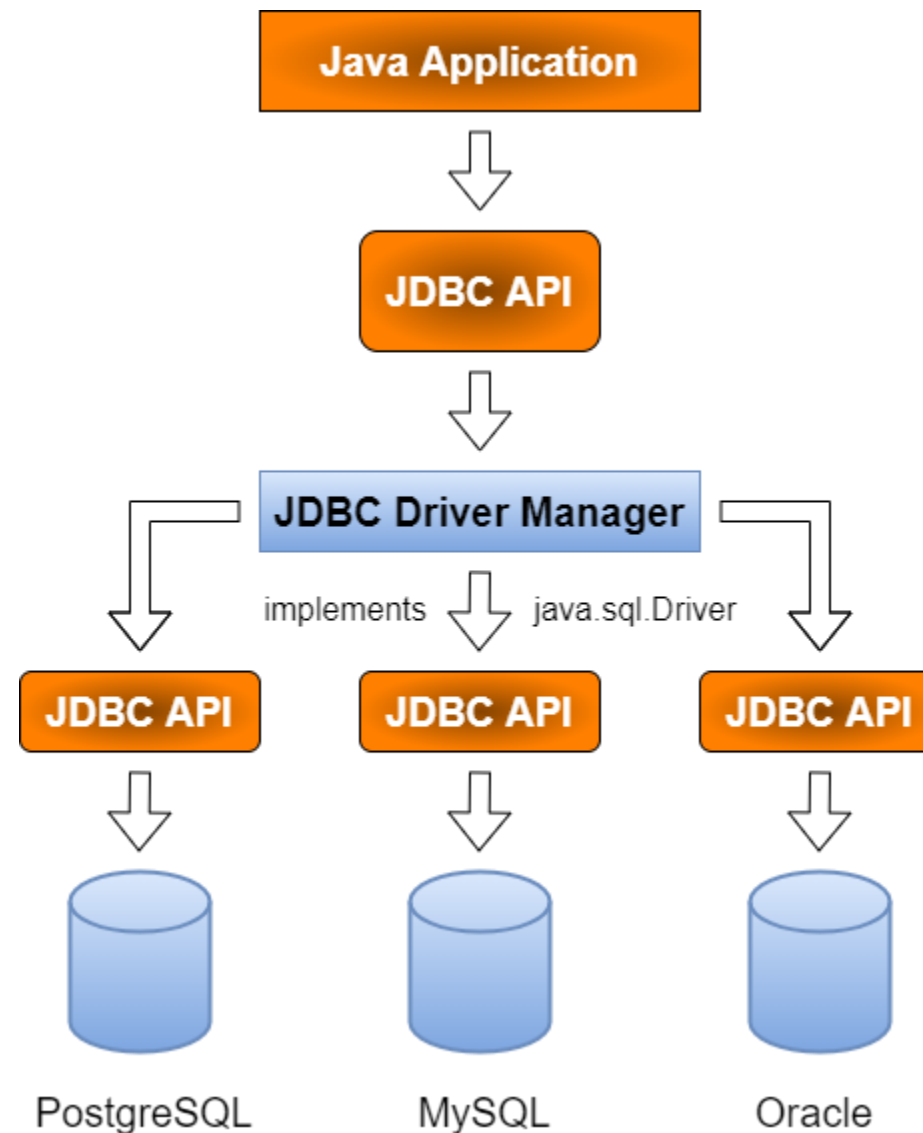 Java Application
JDBC API
JDBC Driver Manager
implements java.sql.Driver
JDBC API JDBC API JDBC API
PostgreSQL MySQL Oracle